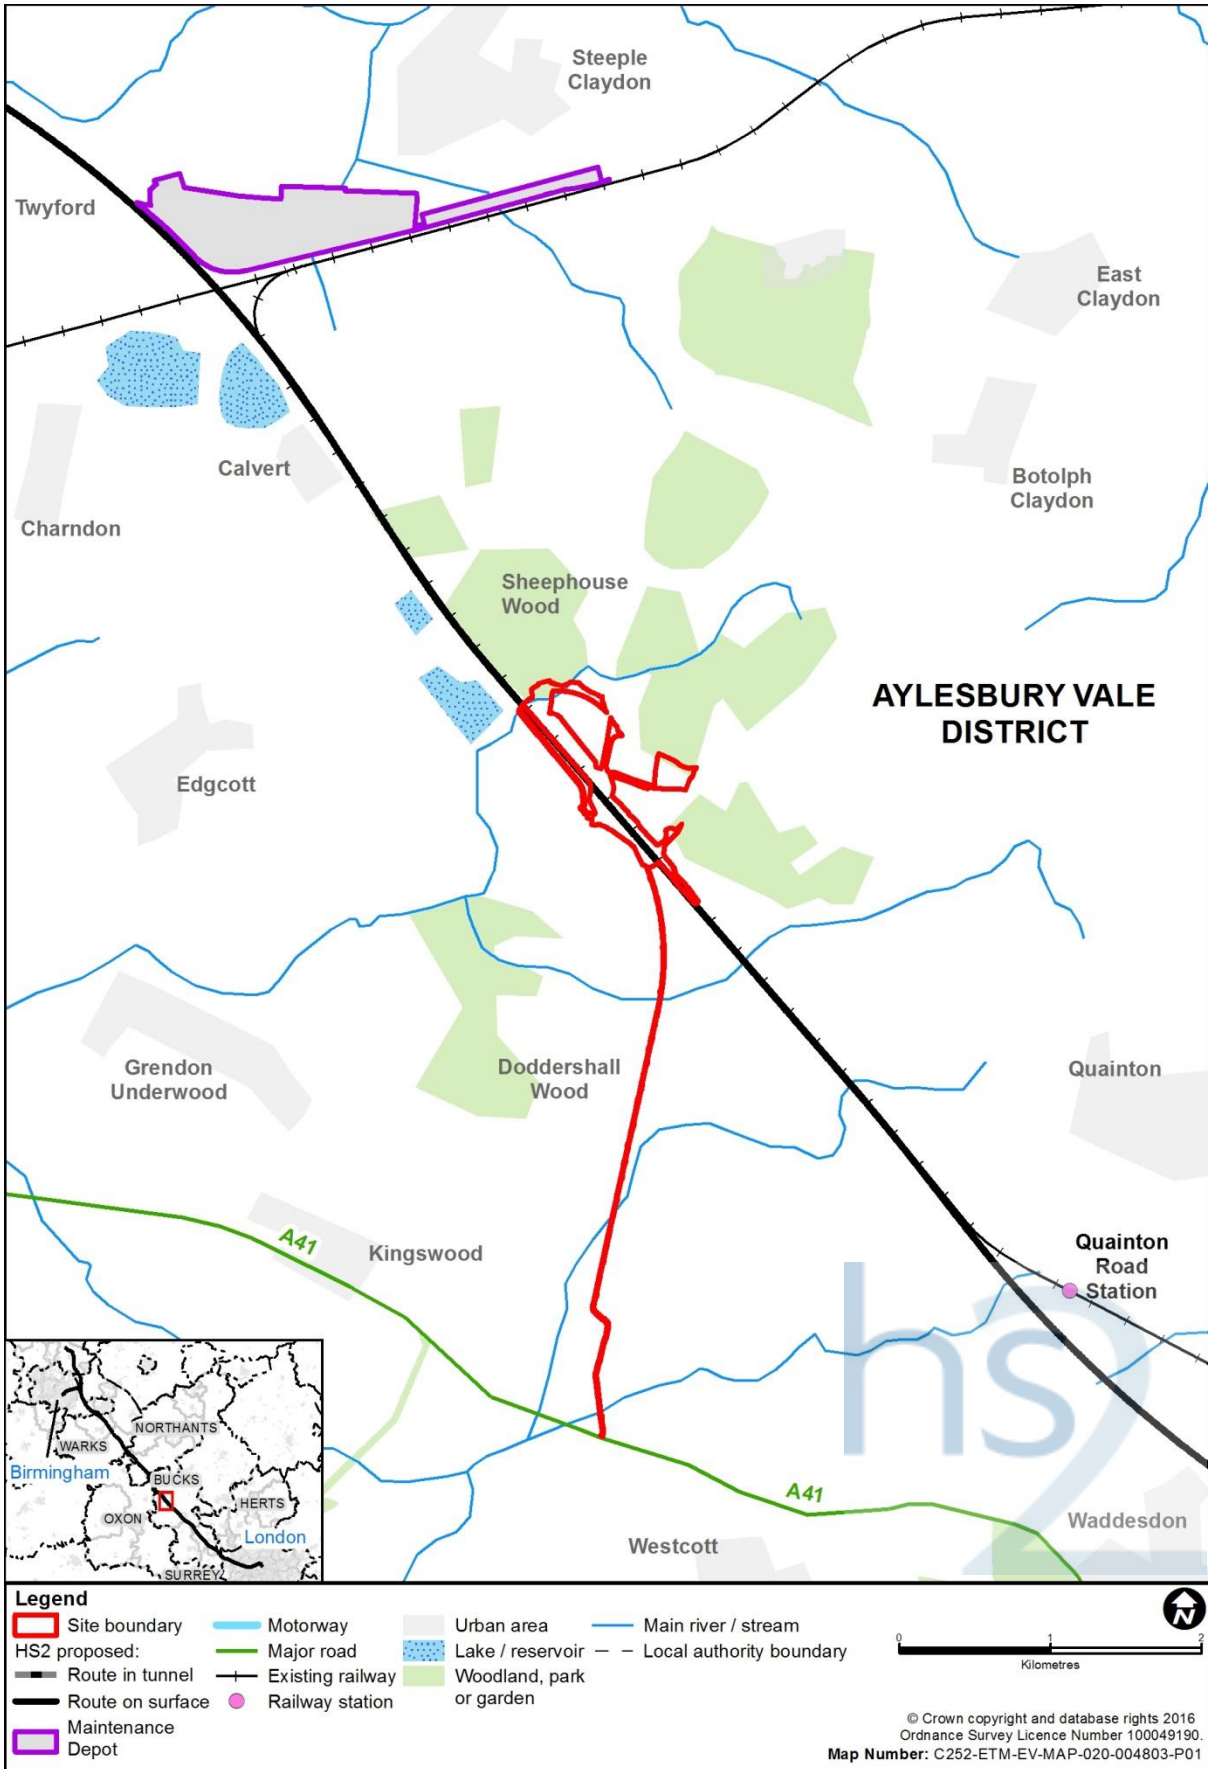 Steeple
Claydon
Twyford
East
Claydon
Calvert
Botolph
Claydon
Charndon
Sheephouse
Wood
AYLESBURY VALE
DISTRICT
Edgcott
Grendon
Underwood
Doddershall
Wood
Quainton
A41
Kingswood
Quainton
Road
Station
hs2
A41
Westcott
Waddesdon
NORTHANTS
WARKS
Birmingham
BUCKS
HERTS
OXON
London
SURREY
Legend
Site boundary
HS2 proposed:
Route in tunnel
Route on surface
Maintenance
Depot
Motorway
Major road
Existing railway
Railway station
Urban area
Lake / reservoir
Woodland, park
or garden
Main river / stream
Local authority boundary
N
0 1 2
Kilometres
© Crown copyright and database rights 2016
Ordnance Survey Licence Number 100049190.
Map Number: C252-ETM-EV-MAP-020-004803-P01